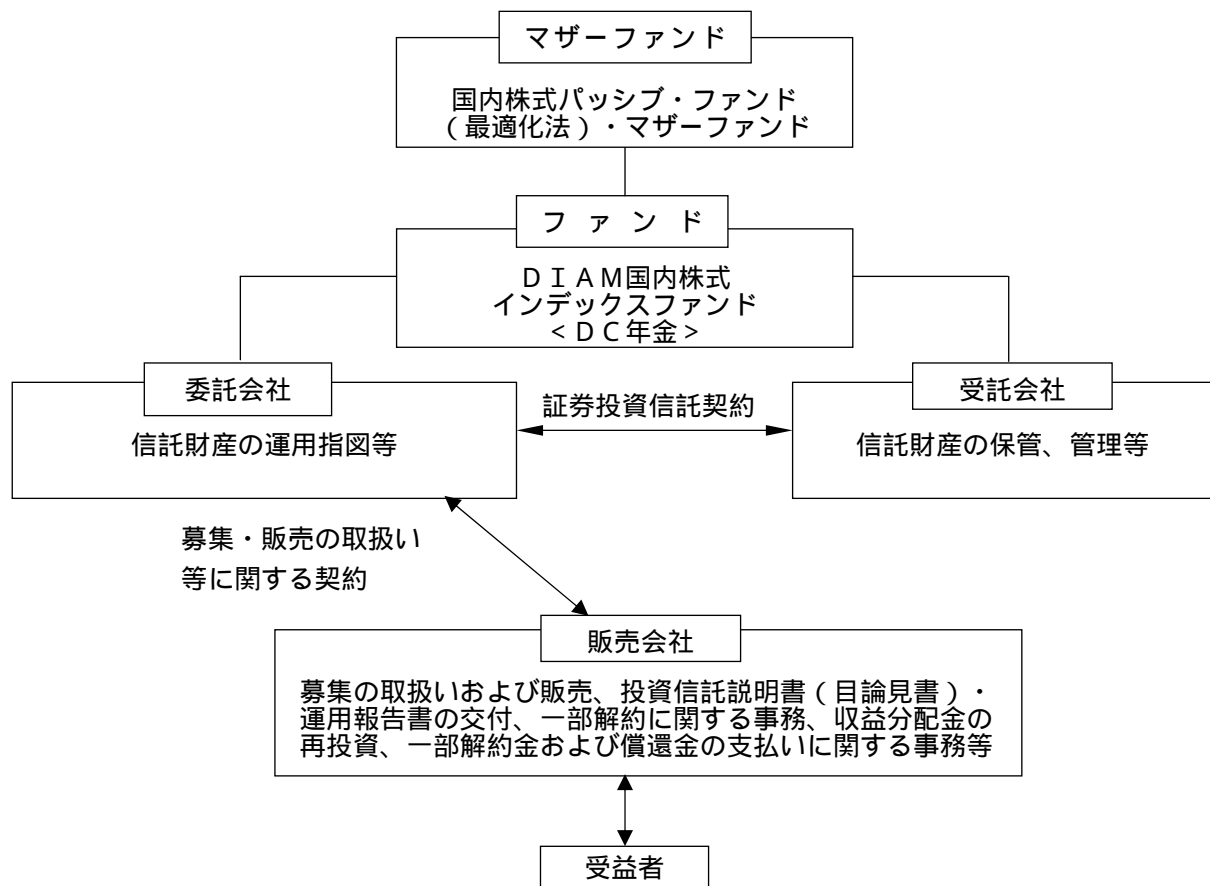 マザーファンド
国内株式パッシブ・ファンド
（最適化法）・マザーファンド
ファンド
ＤＩＡＭ国内株式
インデックスファンド
＜ＤＣ年金＞
委託会社
信託財産の運用指図等
証券投資信託契約
受託会社
信託財産の保管、管理等
募集・販売の取扱い
等に関する契約
販売会社
募集の取扱いおよび販売、投資信託説明書（目論見書）・
運用報告書の交付、一部解約に関する事務、収益分配金の
再投資、一部解約金および償還金の支払いに関する事務等
受益者